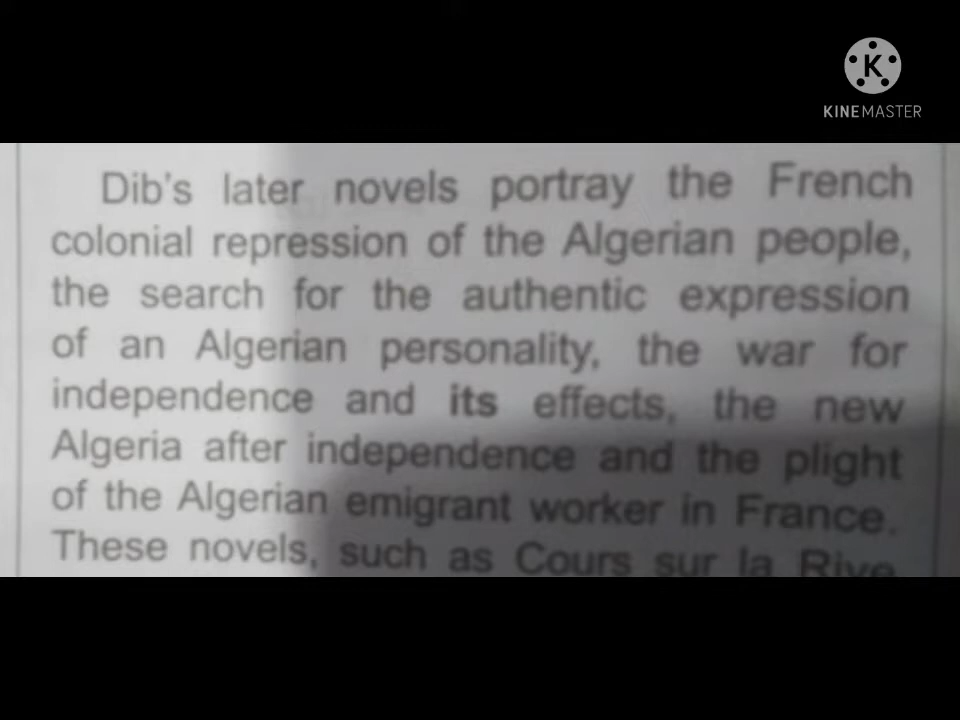 K
KINEMASTER
Dib's later novels portray the French
colonial repression of the Algerian people,
the search for the authentic expression
of an Algerian personality, the war for
independence and its effects, the new
Algeria after independence and the plight
of the Algerian emigrant worker in France.
These novels, such as Cours sur la Rive